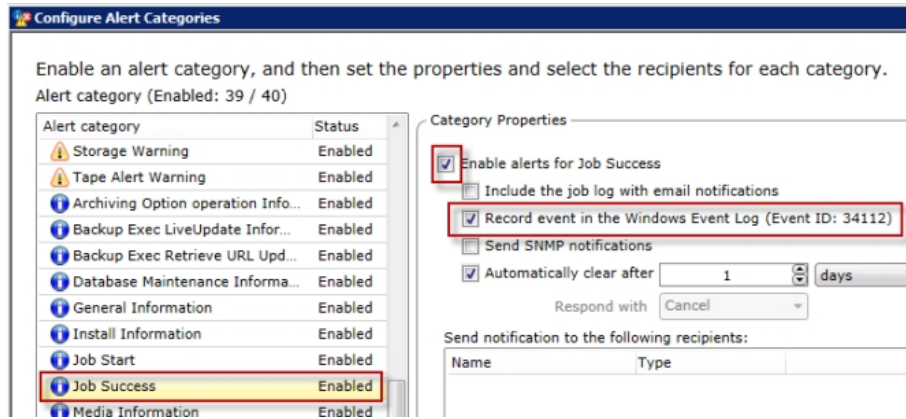 Configure Alert Categories
Enable an alert category, and then set the properties and select the recipients for each category.
Alert category (Enabled: 39 / 40)
Alert category Status
Storage Warning Enabled
Tape Alert Warning Enabled
Archiving Option operation Info... Enabled
Backup Exec LiveUpdate Infor... Enabled
Backup Exec Retrieve URL Upd... Enabled
Database Maintenance Informa... Enabled
General Information Enabled
Install Information Enabled
Job Start Enabled
Job Success Enabled
Media Information Enabled
Category Properties
Enable alerts for Job Success
Include the job log with email notifications
Record event in the Windows Event Log (Event ID: 34112)
Send SNMP notifications
Automatically clear after 1 days
Respond with Cancel
Send notification to the following recipients:
Name Type